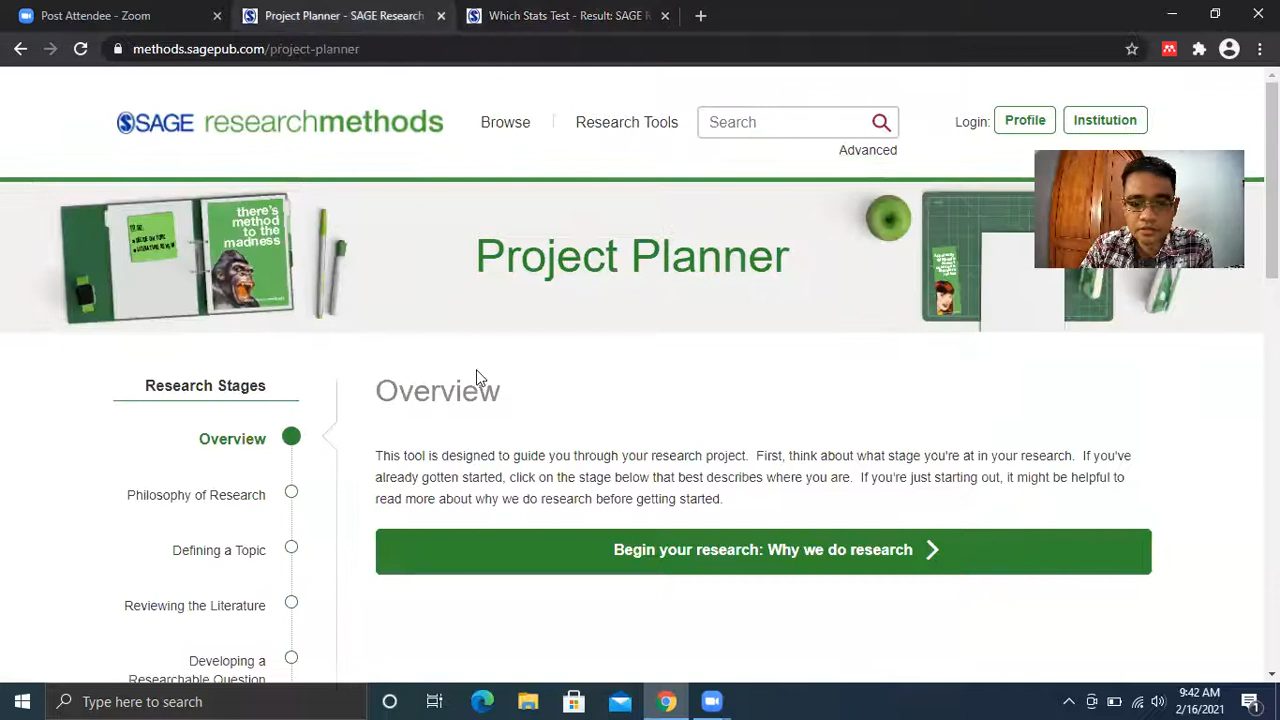 Post Attendee - Zoom
Project Planner - SAGE Research
Which Stats Test - Result: SAGE R
methods.sagepub.com/project-planner
SAGE researchmethods
Browse
Research Tools
Search
Advanced
Login:
Profile
Institution
there's
method
to the
madness
Project Planner
Research Stages
Overview
Philosophy of Research
Defining a Topic
Reviewing the Literature
Developing a
Researchable Question
Overview
This tool is designed to guide you through your research project. First, think about what stage you're at in your research. If you've
already gotten started, click on the stage below that best describes where you are. If you're just starting out, it might be helpful to
read more about why we do research before getting started.
Begin your research: Why we do research
Type here to search
9:42 AM
2/16/2021
1